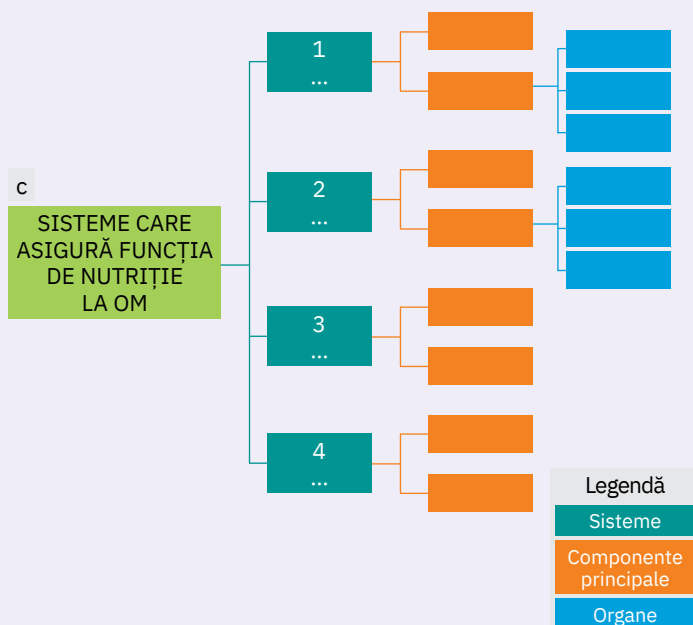 c
SISTEME CARE
ASIGURĂ FUNCȚIA
DE NUTRIȚIE
LA OM
1
...
2
...
3
...
4
...
Legendă
Sisteme
Componente
principale
Organe